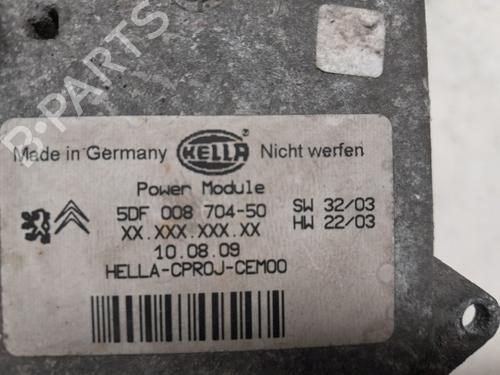 B-PARTS
Made in Germany HELLA ® Nicht werfen
Power Module
5DF 008 704-50 SW 32/03
XX.XXX.XXX.XX HW 22/03
10.08.09
HELLA-CPROJ-CEM00